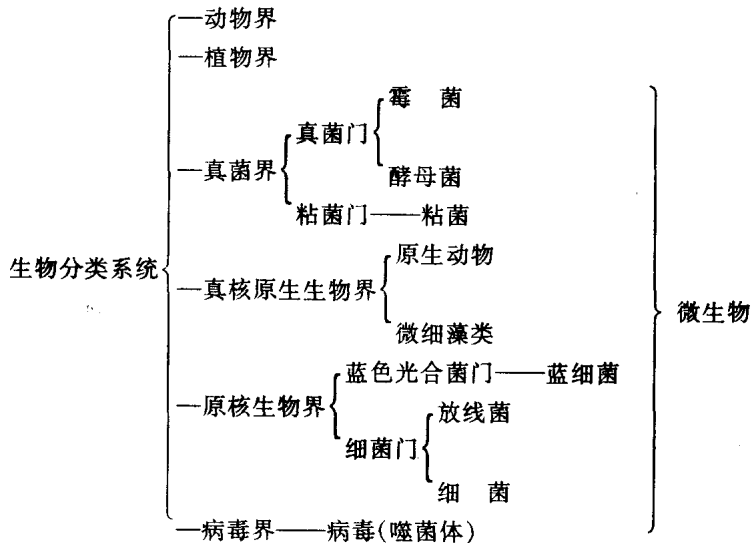 动物界
植物界
霉 菌
真菌门
真菌界
酵母菌
粘菌门——粘菌
生物分类系统
原生动物
真核原生生物界
微生物
微细藻类
蓝色光合菌门——蓝细菌
原核生物界
放线菌
细菌门
细 菌
病毒界——病毒(噬菌体)